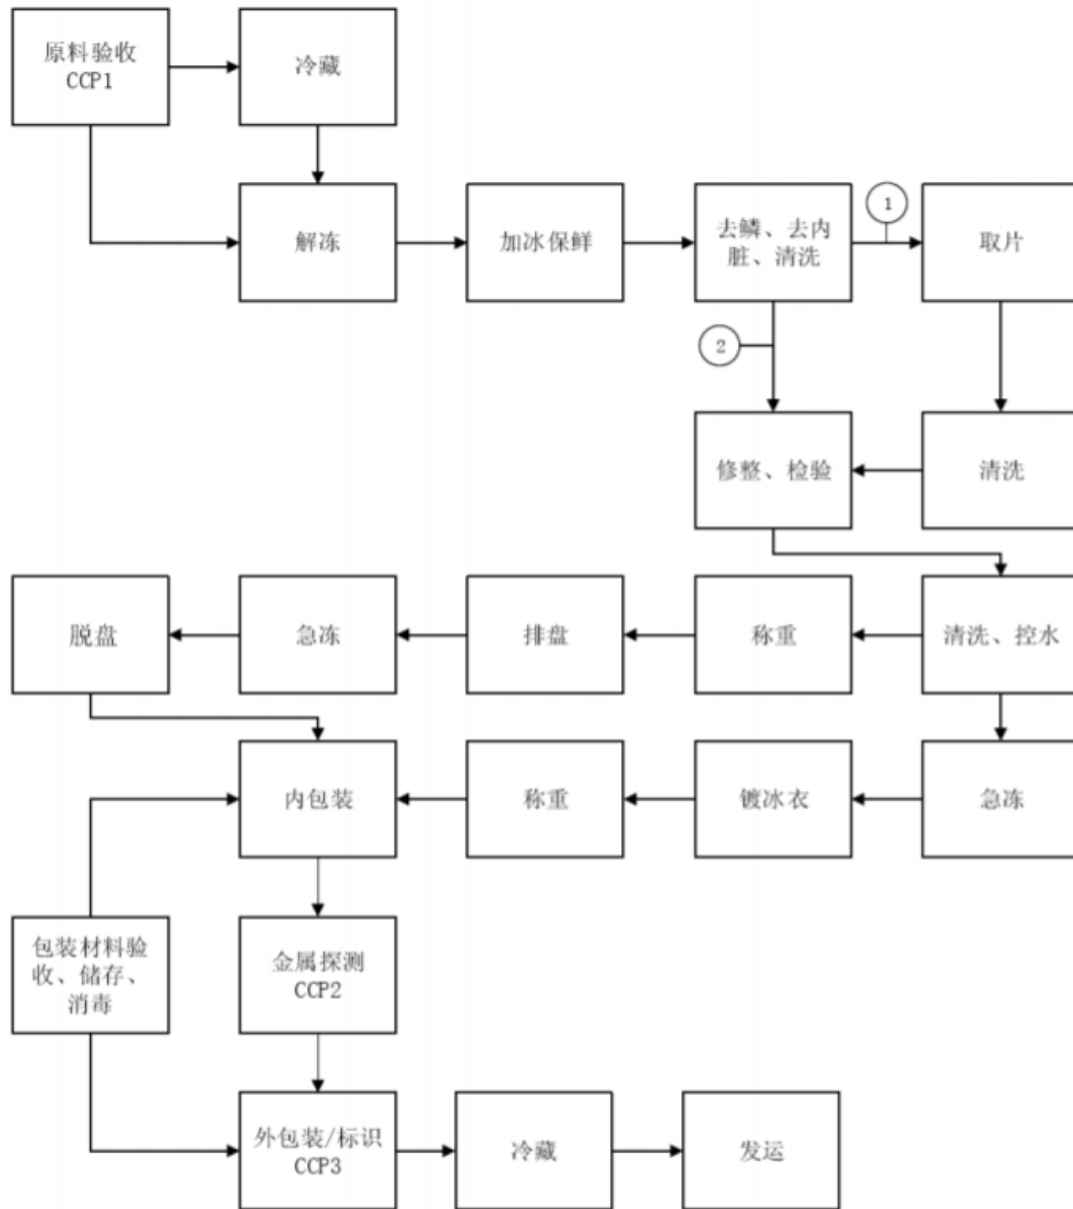 原料验收
CCP1
冷藏
解冻
加冰保鲜
去鳞、去内
脏、清洗
1
取片
2
修整、检验
清洗
脱盘
急冻
排盘
称重
清洗、控水
内包装
称重
镀冰衣
急冻
包装材料验
收、储存、
消毒
金属探测
CCP2
外包装/标识
CCP3
冷藏
发运